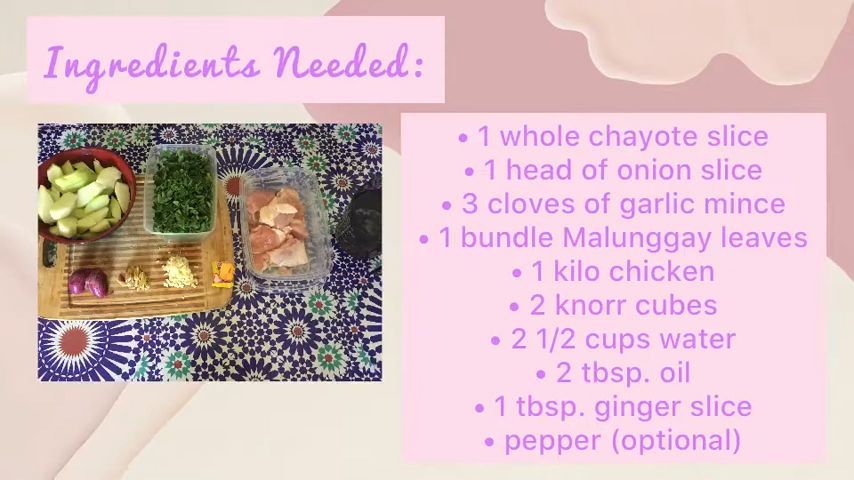 Ingredients Needed:
• 1 whole chayote slice
• 1 head of onion slice
• 3 cloves of garlic mince
• 1 bundle Malunggay leaves
• 1 kilo chicken
• 2 knorr cubes
• 2 1/2 cups water
• 2 tbsp. oil
• 1 tbsp. ginger slice
• pepper (optional)